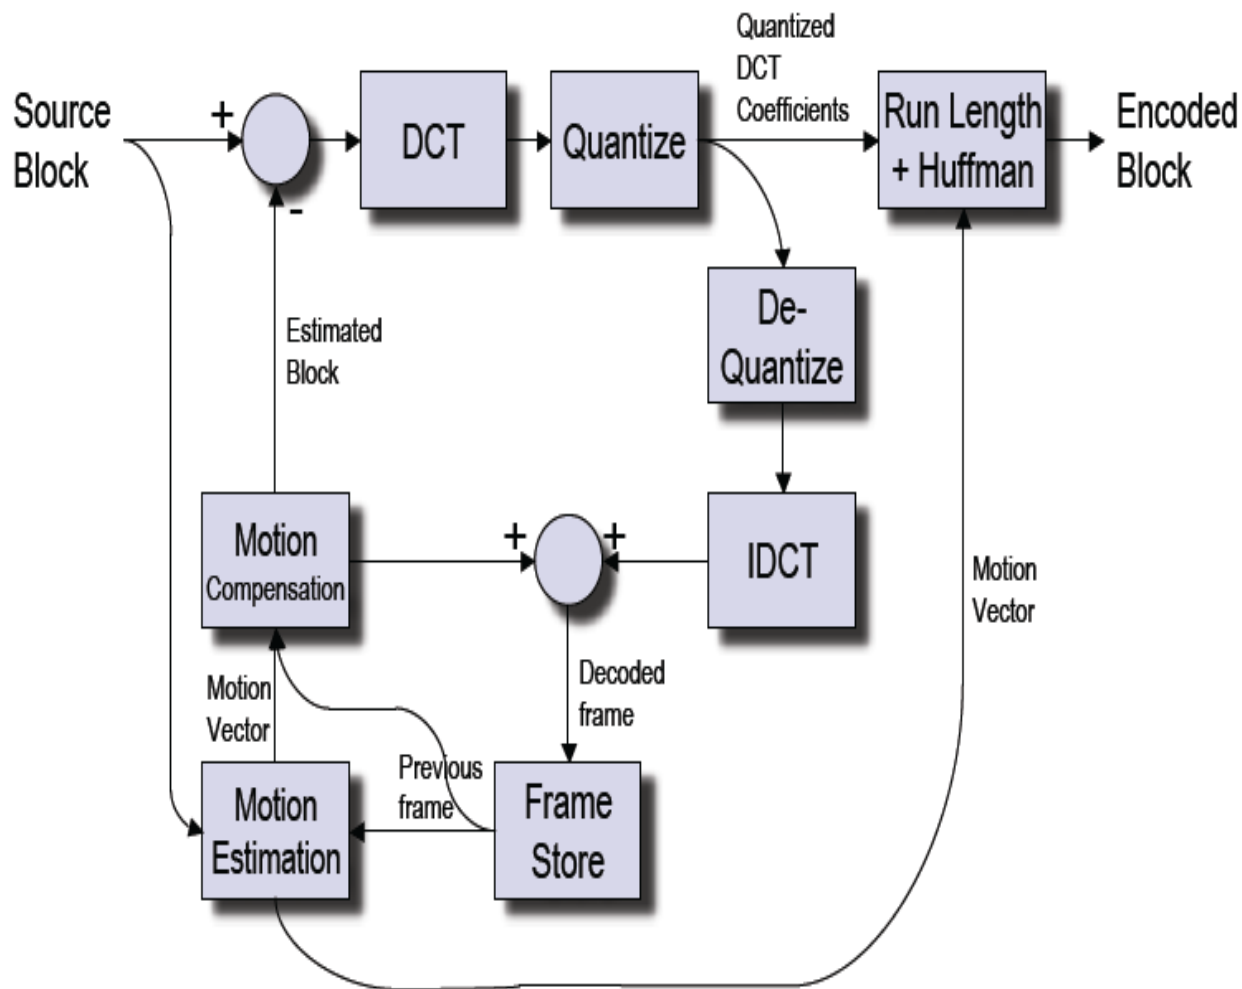 Quantized
DCT
Coefficients
Source
Block
+
-
DCT
Quantize
Run Length
+ Huffman
Encoded
Block
De-
Quantize
Estimated
Block
Motion
Compensation
+
+
IDCT
Motion
Vector
Decoded
frame
Motion
Vector
Previous
frame
Motion
Estimation
Frame
Store